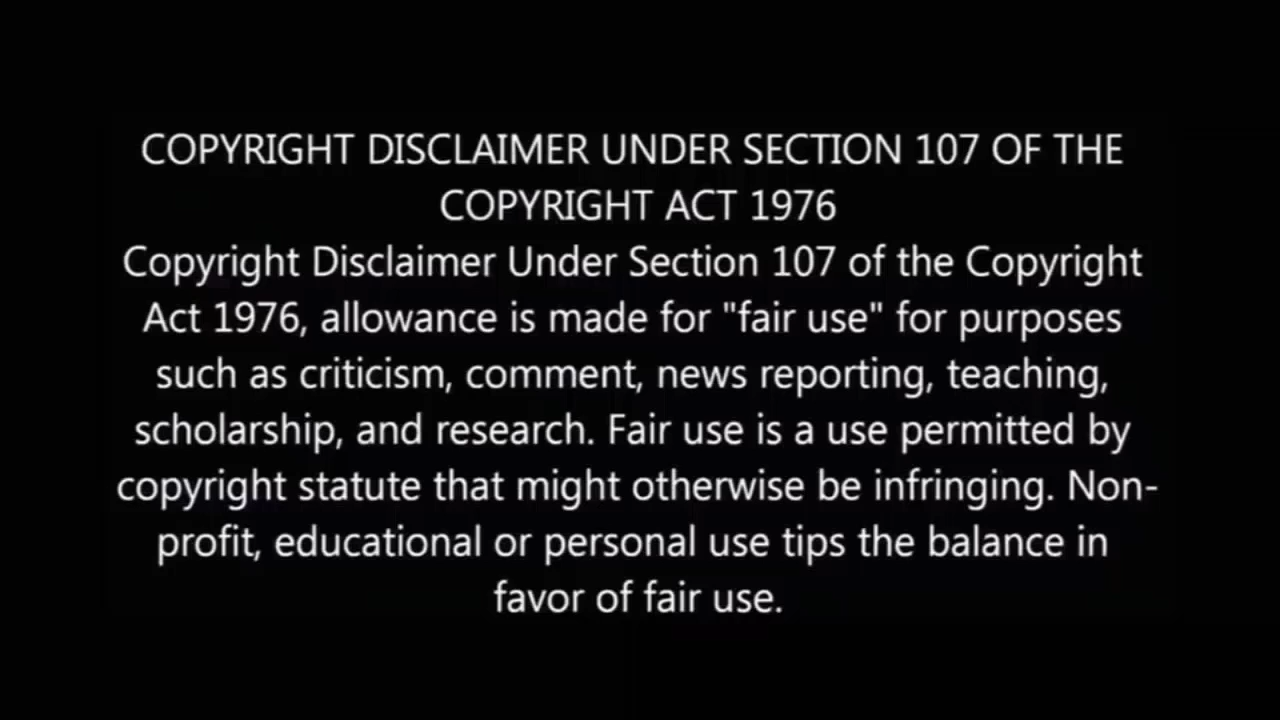 COPYRIGHT DISCLAIMER UNDER SECTION 107 OF THE
COPYRIGHT ACT 1976
Copyright Disclaimer Under Section 107 of the Copyright
Act 1976, allowance is made for "fair use" for purposes
such as criticism, comment, news reporting, teaching,
scholarship, and research. Fair use is a use permitted by
copyright statute that might otherwise be infringing. Non-
profit, educational or personal use tips the balance in
favor of fair use.